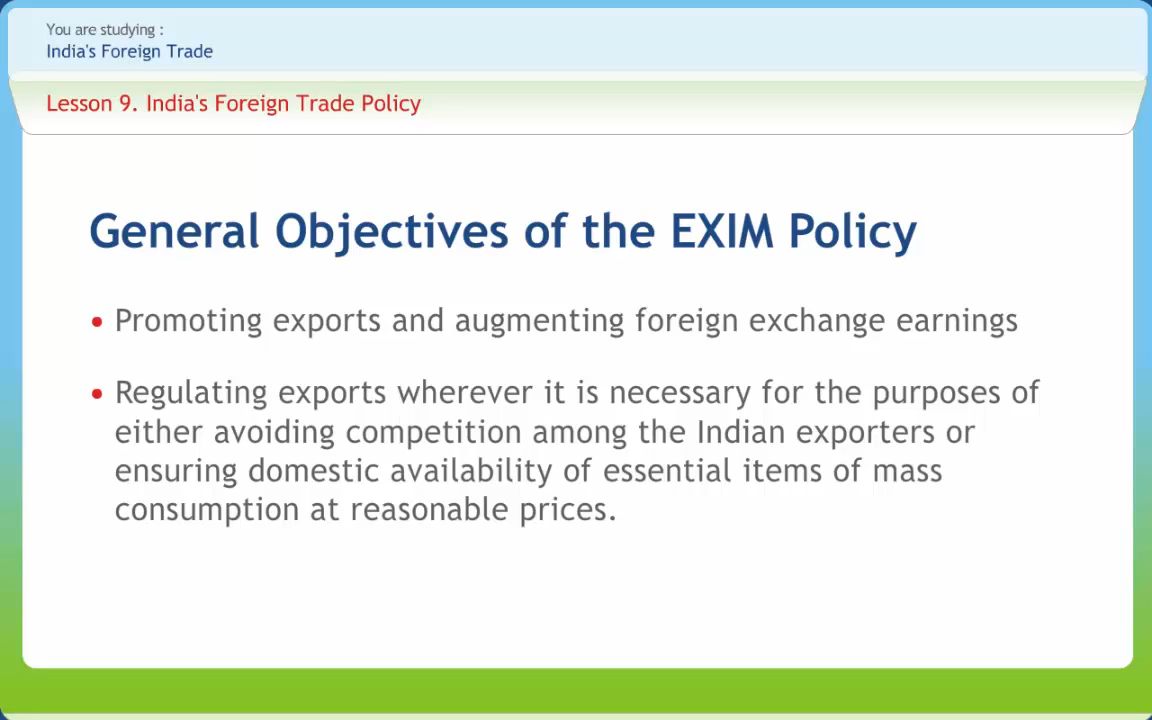 You are studying :
India's Foreign Trade
Lesson 9. India's Foreign Trade Policy
General Objectives of the EXIM Policy
• Promoting exports and augmenting foreign exchange earnings
• Regulating exports wherever it is necessary for the purposes of
either avoiding competition among the Indian exporters or
ensuring domestic availability of essential items of mass
consumption at reasonable prices.